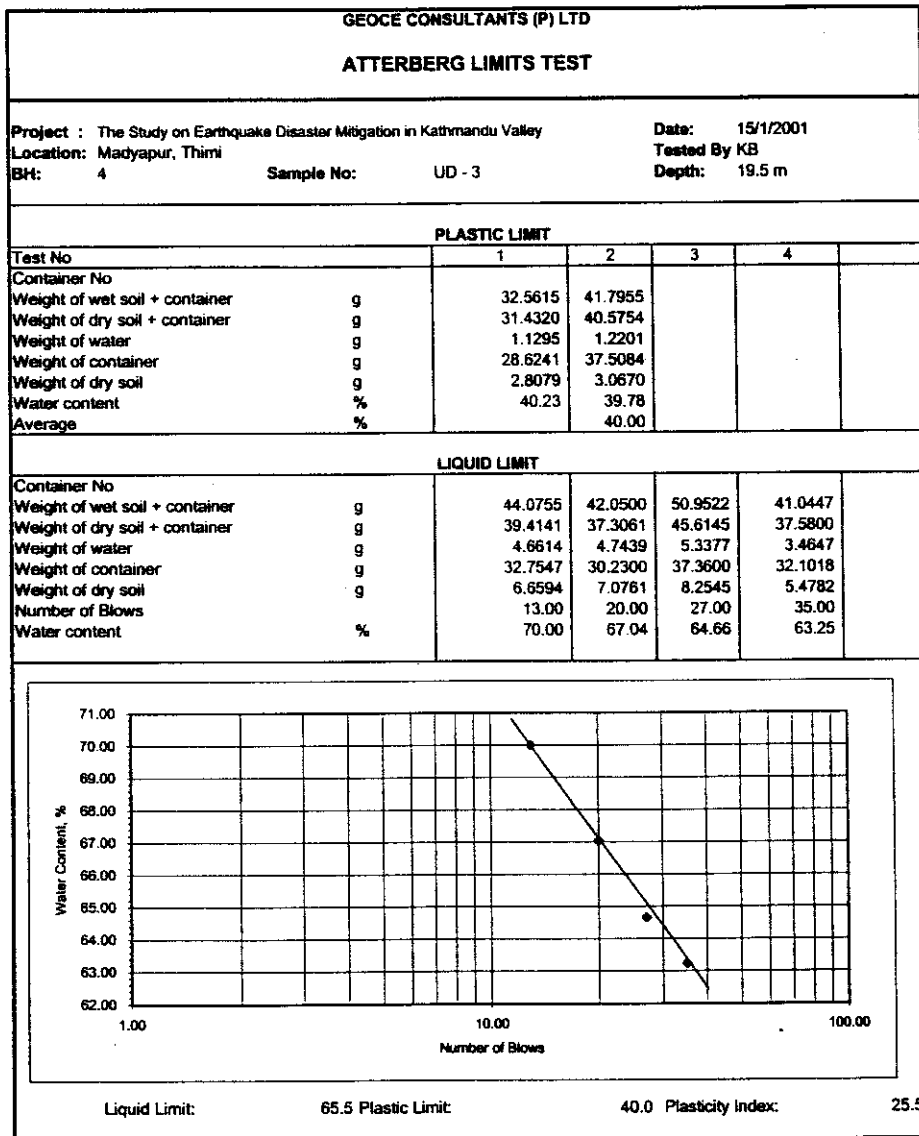 GEOCE CONSULTANTS (P) LTD
ATTERBERG LIMITS TEST
Project : The Study on Earthquake Disaster Mitigation in Kathmandu Valley Date: 15/1/2001
Location: Madyapur, Thimi Tested By KB
BH: 4 Sample No: UD - 3 Depth: 19.5 m
PLASTIC LIMIT
Test No 1 2 3 4
Container No
Weight of wet soil + container g 32.5615 41.7955
Weight of dry soil + container g 31.4320 40.5754
Weight of water g 1.1295 1.2201
Weight of container g 28.6241 37.5084
Weight of dry soil g 2.8079 3.0670
Water content % 40.23 39.78
Average % 40.00
LIQUID LIMIT
Container No
Weight of wet soil + container g 44.0755 42.0500 50.9522 41.0447
Weight of dry soil + container g 39.4141 37.3061 45.6145 37.5800
Weight of water g 4.6614 4.7439 5.3377 3.4647
Weight of container g 32.7547 30.2300 37.3600 32.1018
Weight of dry soil g 6.6594 7.0761 8.2545 5.4782
Number of Blows 13.00 20.00 27.00 35.00
Water content % 70.00 67.04 64.66 63.25
71.00
70.00
69.00
68.00
67.00
66.00
65.00
64.00
63.00
62.00
Water Content, %
1.00 10.00 100.00
Number of Blows
Liquid Limit: 65.5 Plastic Limit: 40.0 Plasticity Index: 25.5